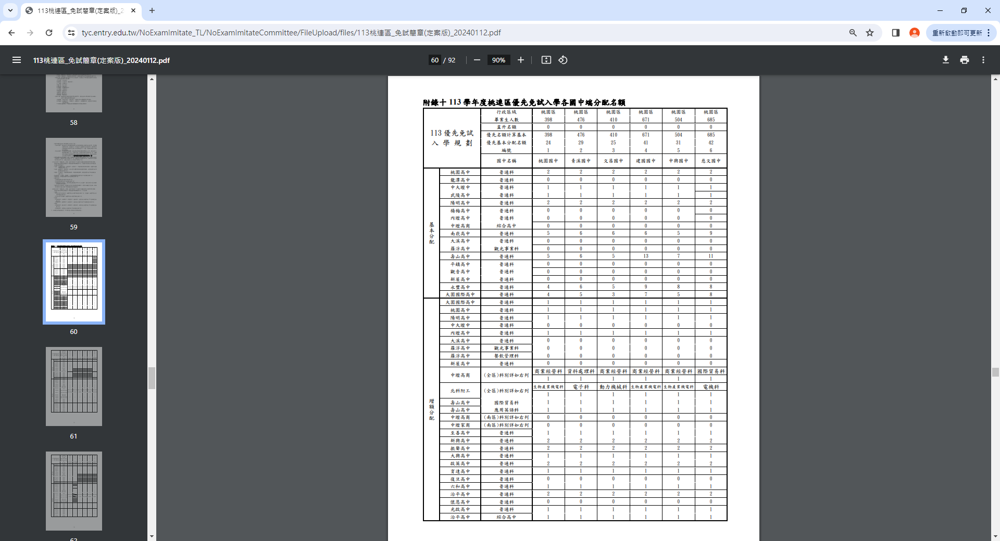 113桃連區_免試簡章(定案版)_2
tyc.entry.edu.tw/NoExamImitate_TL/NoExamImitateCommittee/FileUpload/files/113桃連區_免試簡章(定案版)_20240112.pdf
重新啟動即可更新
113桃連區_免試簡章(定案版)_20240112.pdf
60 / 92
90%
58
59
60
61
62
附錄十 113 學年度桃連區優先免試入學各國中端分配名額
113 優先免試
入 學 規 劃
行政區域 桃園區 桃園區 桃園區 桃園區 桃園區 桃園區
畢業生人數 398 476 410 671 504 685
直升名額 0 0 0 0 0 0
優先名額計算基本 398 476 410 671 504 685
優先基本分配名額 24 29 25 41 31 42
編號 1 2 3 4 5 6
國中名稱 桃園國中 青溪國中 文昌國中 建國國中 中興國中 慈文國中
基本分配
桃園高中 普通科 2 2 2 2 2 2
龍潭高中 普通科 0 0 0 0 0 0
中大壢中 普通科 1 1 1 1 1 1
武陵高中 普通科 1 1 1 1 1 1
陽明高中 普通科 2 2 2 2 2 2
楊梅高中 普通科 0 0 0 0 0 0
內壢高中 普通科 0 0 0 0 0 0
中壢高商 綜合高中 0 0 0 0 0 0
南崁高中 普通科 5 6 6 6 5 9
大溪高中 普通科 0 0 0 0 0 0
羅浮高中 觀光事業科 0 0 0 0 0 0
壽山高中 普通科 5 6 5 13 7 11
平鎮高中 普通科 0 0 0 0 0 0
觀音高中 普通科 0 0 0 0 0 0
新屋高中 普通科 0 0 0 0 0 0
永豐高中 普通科 4 6 5 9 8 8
大園國際高中 普通科 4 5 3 7 5 8
增額分配
大園國際高中 普通科 1 1 1 1 1 1
桃園高中 普通科 1 1 1 1 1 1
陽明高中 普通科 1 1 1 1 1 1
中大壢中 普通科 0 0 0 0 0 0
內壢高中 普通科 1 1 1 1 1 1
大溪高中 普通科 0 0 0 0 0 0
羅浮高中 觀光事業科 0 0 0 0 0 0
羅浮高中 餐飲管理科 0 0 0 0 0 0
新屋高中 普通科 0 0 0 0 0 0
中壢高商 (全區)科別詳如右列 商業經營科 資料處理科 商業經營科 商業經營科 商業經營科 國際貿易科
1 1 1 1 1 1
北科附工 (全區)科別詳如右列 生物產業機電科 電子科 動力機械科 生物產業機電科 生物產業機電科 電機科
1 1 1 1 1 1
壽山高中 國際貿易科 1 1 1 1 1 1
壽山高中 應用英語科 1 1 1 1 1 1
中壢高商 (南區)科別詳如右列 0 0 0 0 0 0
中壢家商 (南區)科別詳如右列 0 0 0 0 0 0
至善高中 普通科 1 1 1 1 1 1
新興高中 普通科 2 2 2 2 2 2
振聲高中 普通科 2 2 2 2 2 2
大興高中 普通科 1 1 1 1 1 1
啟英高中 普通科 2 2 2 2 2 2
育達高中 普通科 1 1 1 1 1 1
復旦高中 普通科 0 0 0 0 0 0
六和高中 普通科 1 1 1 1 1 1
治平高中 普通科 2 2 2 2 2 2
懷恩高中 普通科 0 0 0 0 0 0
光啟高中 普通科 1 1 1 1 1 1
治平高中 綜合高中 1 1 1 1 1 1